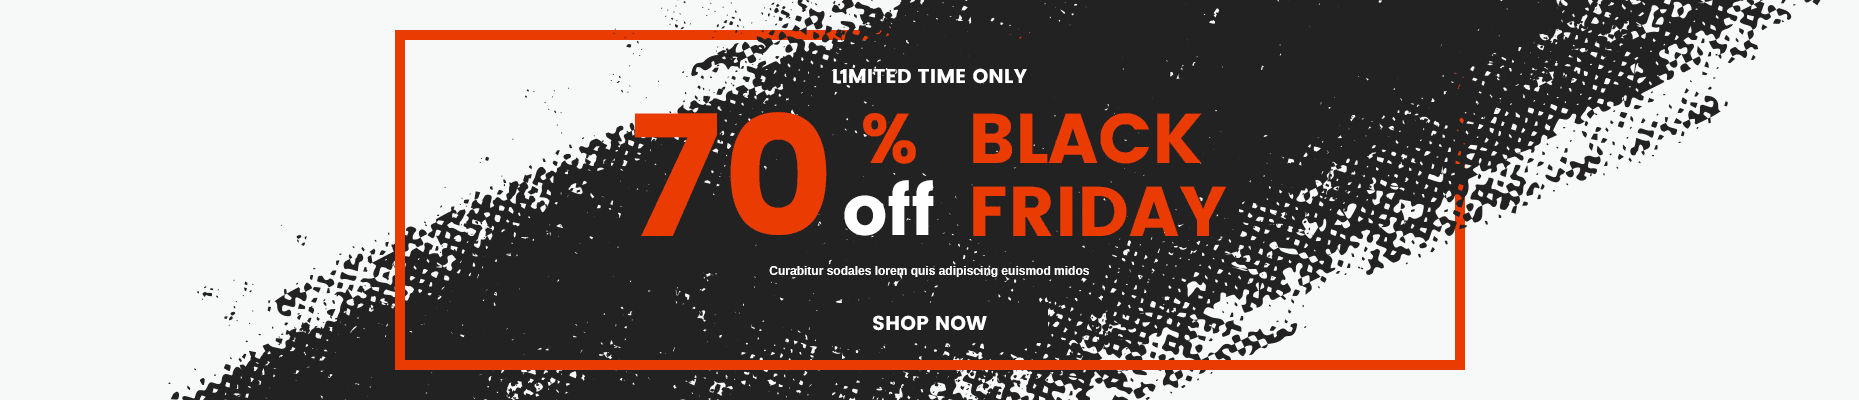 LIMITED TIME ONLY
70% off
BLACK
FRIDAY
Curabitur sodales lorem quis adipiscing euismod midos
SHOP NOW